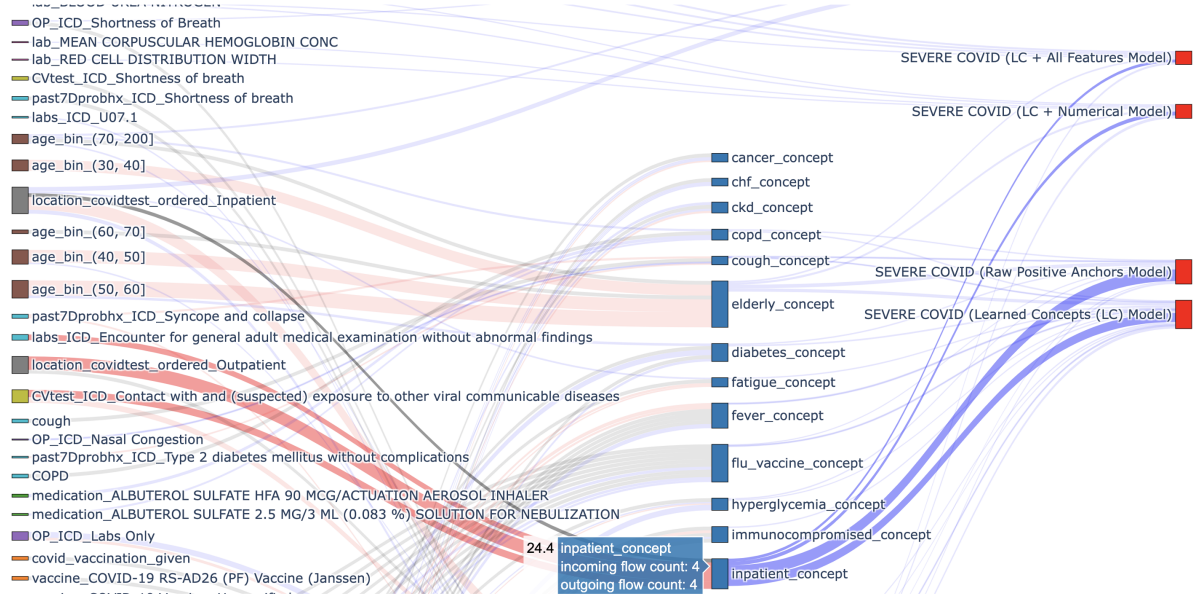 OP_ICD_Shortness of Breath
lab_MEAN CORPUSCULAR HEMOGLOBIN CONC
lab_RED CELL DISTRIBUTION WIDTH
CVtest_ICD_Shortness of breath
past7Dprobhx_ICD_Shortness of breath
labs_ICD_U07.1
age_bin_(70, 200]
age_bin_(30, 40]
location_covidtest_ordered_Inpatient
age_bin_(60, 70]
age_bin_(40, 50]
age_bin_(50, 60]
past7Dprobhx_ICD_Syncope and collapse
labs_ICD_Encounter for general adult medical examination without abnormal findings
location_covidtest_ordered_Outpatient
CVtest_ICD_Contact with and (suspected) exposure to other viral communicable diseases
cough
OP_ICD_Nasal Congestion
past7Dprobhx_ICD_Type 2 diabetes mellitus without complications
COPD
medication_ALBUTEROL SULFATE HFA 90 MCG/ACTUATION AEROSOL INHALER
medication_ALBUTEROL SULFATE 2.5 MG/3 ML (0.083 %) SOLUTION FOR NEBULIZATION
OP_ICD_Labs Only
covid_vaccination_given
vaccine_COVID-19 RS-AD26 (PF) Vaccine (Janssen)
cancer_concept
chf_concept
ckd_concept
copd_concept
cough_concept
elderly_concept
diabetes_concept
fatigue_concept
fever_concept
flu_vaccine_concept
hyperglycemia_concept
immunocompromised_concept
inpatient_concept
24.4
inpatient_concept
incoming flow count: 4
outgoing flow count: 4
SEVERE COVID (LC + All Features Model)
SEVERE COVID (LC + Numerical Model)
SEVERE COVID (Raw Positive Anchors Model)
SEVERE COVID (Learned Concepts (LC) Model)